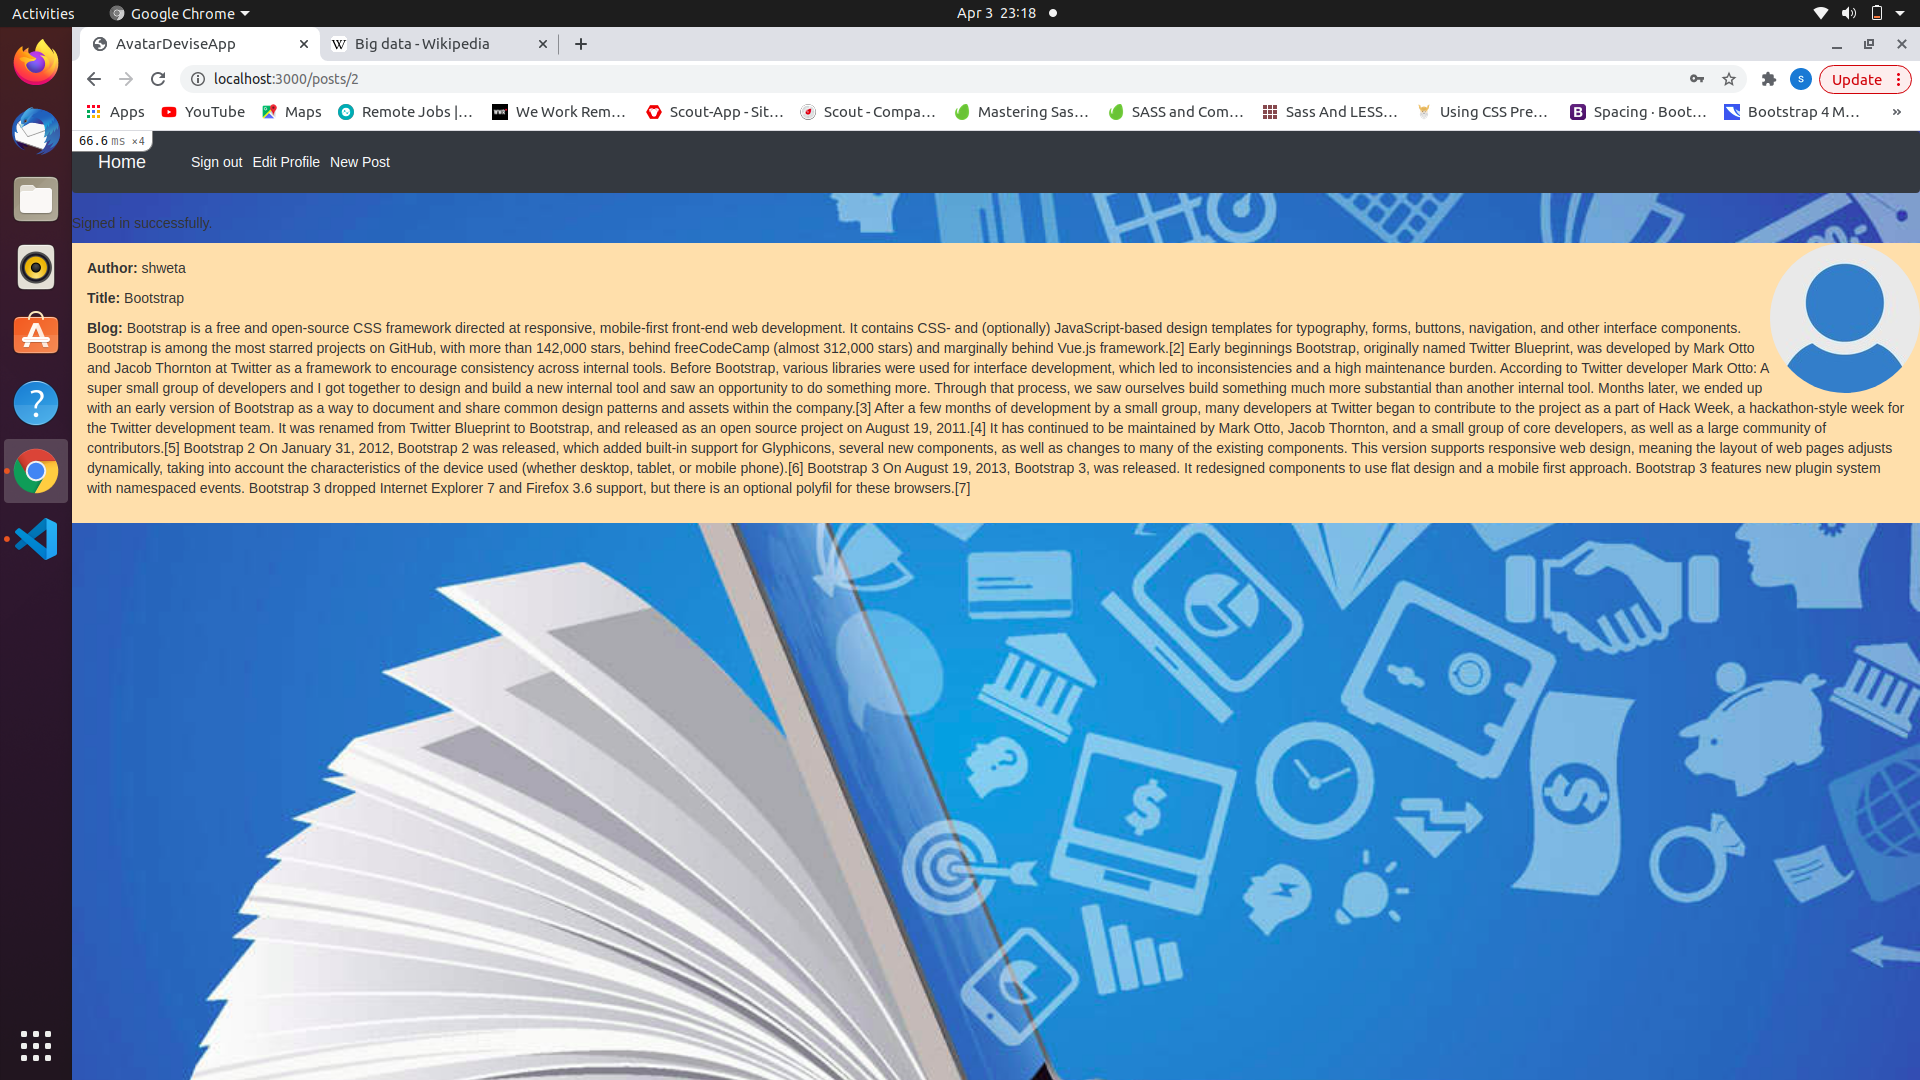 Activities Google Chrome Apr 3 23:18
AvatarDeviseApp Big data - Wikipedia
localhost:3000/posts/2 S Update
Apps YouTube Maps Remote Jobs |... We Work Rem... Scout-App - Sit... Scout - Compa... Mastering Sas... SASS and Com... Sass And LESS... Using CSS Pre... Spacing · Boot... Bootstrap 4 M... »
66.6 ms ×4
Home Sign out Edit Profile New Post
Signed in successfully.
Author: shweta
Title: Bootstrap
Blog: Bootstrap is a free and open-source CSS framework directed at responsive, mobile-first front-end web development. It contains CSS- and (optionally) JavaScript-based design templates for typography, forms, buttons, navigation, and other interface components.
Bootstrap is among the most starred projects on GitHub, with more than 142,000 stars, behind freeCodeCamp (almost 312,000 stars) and marginally behind Vue.js framework.[2] Early beginnings Bootstrap, originally named Twitter Blueprint, was developed by Mark Otto
and Jacob Thornton at Twitter as a framework to encourage consistency across internal tools. Before Bootstrap, various libraries were used for interface development, which led to inconsistencies and a high maintenance burden. According to Twitter developer Mark Otto: A
super small group of developers and I got together to design and build a new internal tool and saw an opportunity to do something more. Through that process, we saw ourselves build something much more substantial than another internal tool. Months later, we ended up
with an early version of Bootstrap as a way to document and share common design patterns and assets within the company.[3] After a few months of development by a small group, many developers at Twitter began to contribute to the project as a part of Hack Week, a hackathon-style week for
the Twitter development team. It was renamed from Twitter Blueprint to Bootstrap, and released as an open source project on August 19, 2011.[4] It has continued to be maintained by Mark Otto, Jacob Thornton, and a small group of core developers, as well as a large community of
contributors.[5] Bootstrap 2 On January 31, 2012, Bootstrap 2 was released, which added built-in support for Glyphicons, several new components, as well as changes to many of the existing components. This version supports responsive web design, meaning the layout of web pages adjusts
dynamically, taking into account the characteristics of the device used (whether desktop, tablet, or mobile phone).[6] Bootstrap 3 On August 19, 2013, Bootstrap 3, was released. It redesigned components to use flat design and a mobile first approach. Bootstrap 3 features new plugin system
with namespaced events. Bootstrap 3 dropped Internet Explorer 7 and Firefox 3.6 support, but there is an optional polyfil for these browsers.[7]